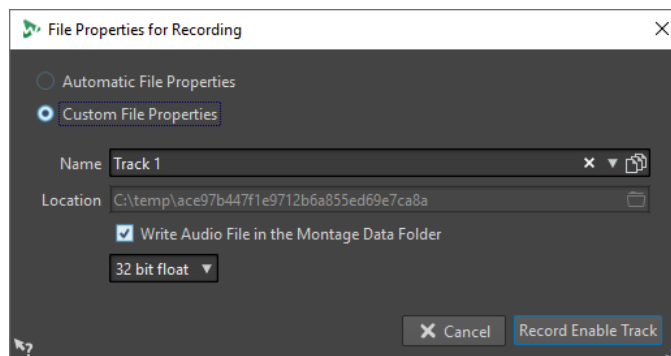 File Properties for Recording
Automatic File Properties
Custom File Properties
Name Track 1
Location C:\temp\ace97b447f1e9712b6a855ed69e7ca8a
Write Audio File in the Montage Data Folder
32 bit float
Cancel Record Enable Track